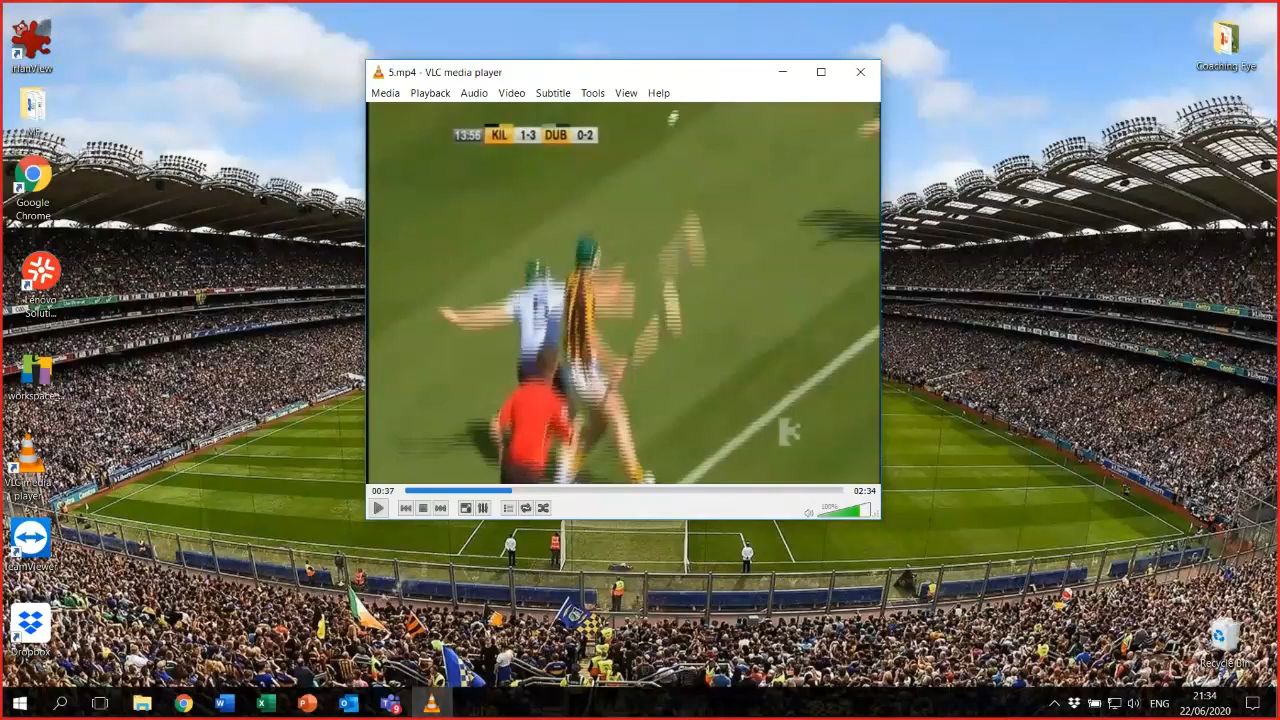 IrfanView
Coaching Eye
5.mp4 - VLC media player
Media Playback Audio Video Subtitle Tools View Help
13:56 KIL 1-3 DUB 0-2
Google
Chrome
Lenovo
Soluti...
workspace...
VLC media
player
00:37
02:34
100%
TeamViewer
Dropbox
Recycle Bin
ENG
21:34
22/06/2020